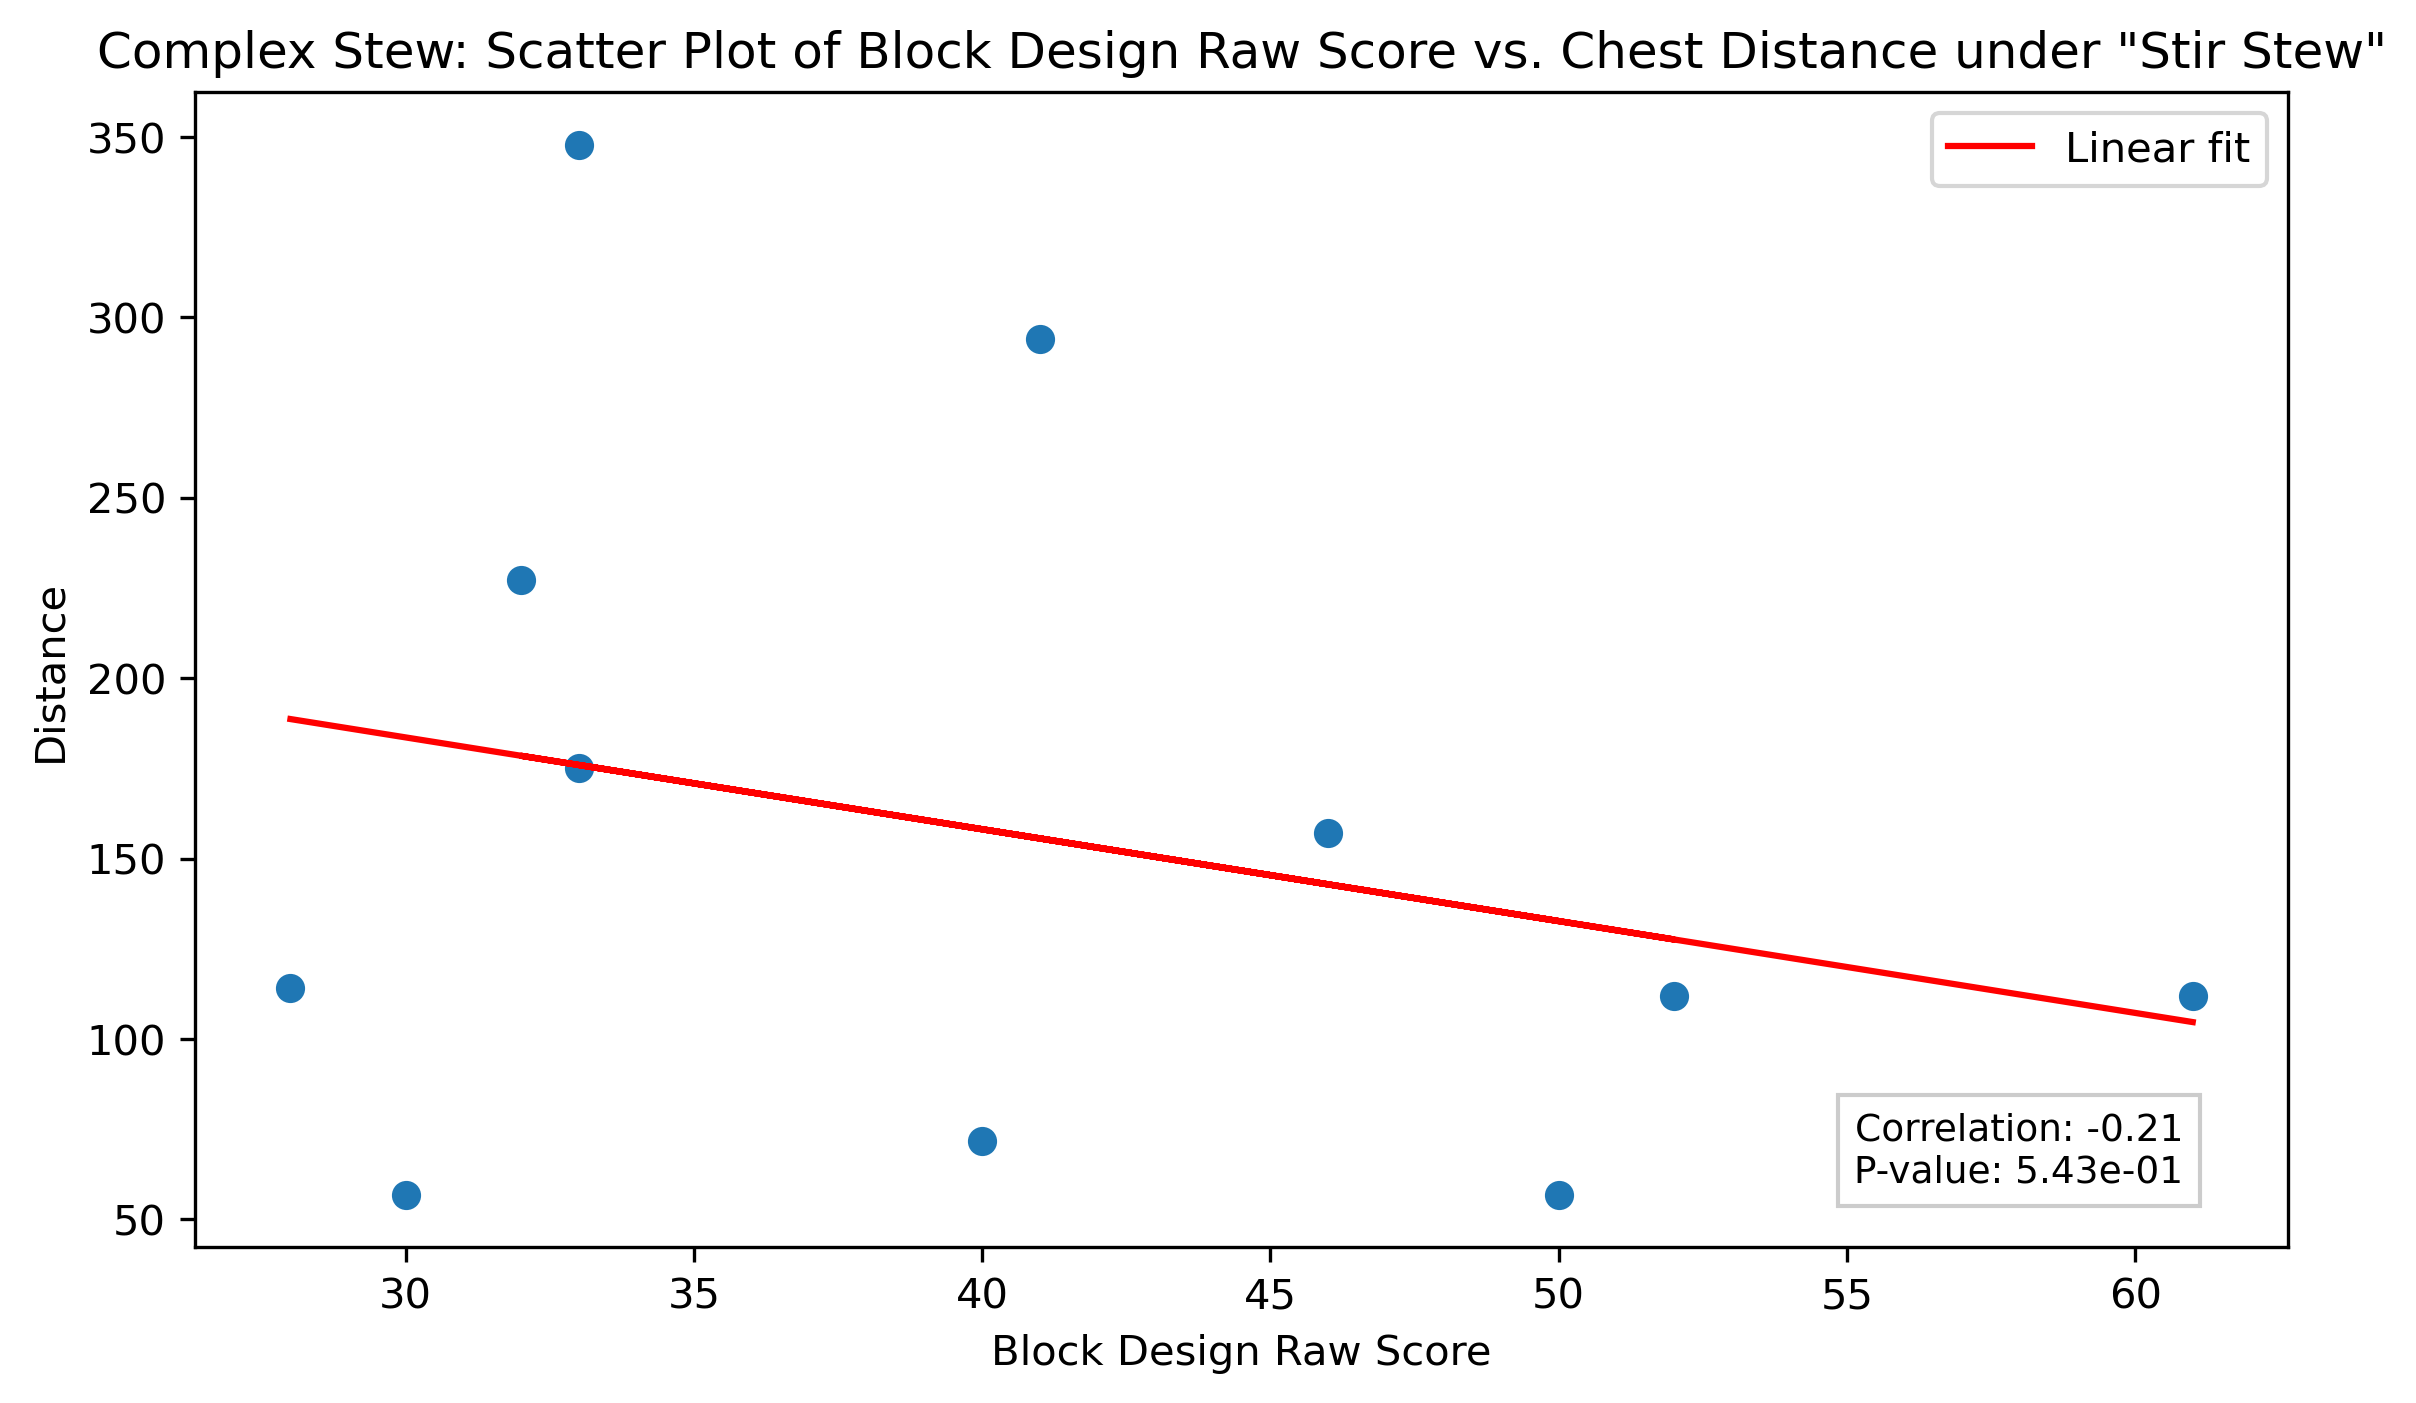 Complex Stew: Scatter Plot of Block Design Raw Score vs. Chest Distance under "Stir Stew"
Linear fit
350
300
250
200
150
100
50
Distance
Correlation: -0.21
P-value: 5.43e-01
30 35 40 45 50 55 60
Block Design Raw Score